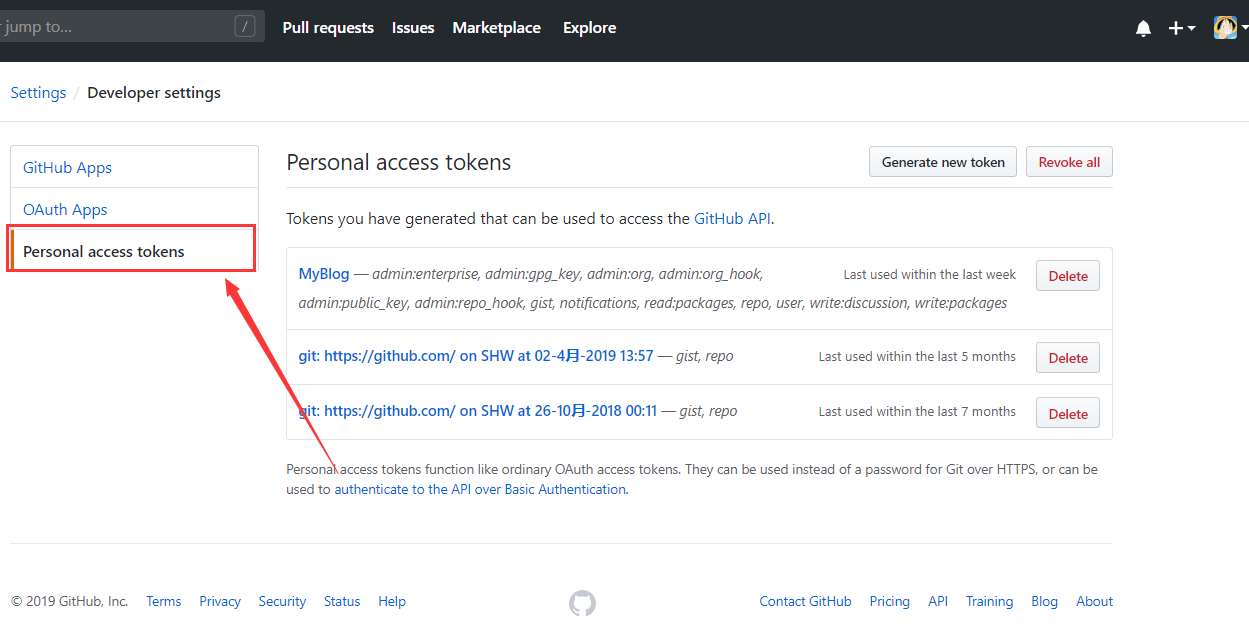 jump to... /
Pull requests Issues Marketplace Explore
Settings / Developer settings
GitHub Apps
OAuth Apps
Personal access tokens
Personal access tokens
Generate new token
Revoke all
Tokens you have generated that can be used to access the GitHub API.
MyBlog — admin:enterprise, admin:gpg_key, admin:org, admin:org_hook,
admin:public_key, admin:repo_hook, gist, notifications, read:packages, repo, user, write:discussion, write:packages
Last used within the last week
Delete
git: https://github.com/ on SHW at 02-4月-2019 13:57 — gist, repo
Last used within the last 5 months
Delete
git: https://github.com/ on SHW at 26-10月-2018 00:11 — gist, repo
Last used within the last 7 months
Delete
Personal access tokens function like ordinary OAuth access tokens. They can be used instead of a password for Git over HTTPS, or can be
used to authenticate to the API over Basic Authentication.
© 2019 GitHub, Inc. Terms Privacy Security Status Help
Contact GitHub Pricing API Training Blog About